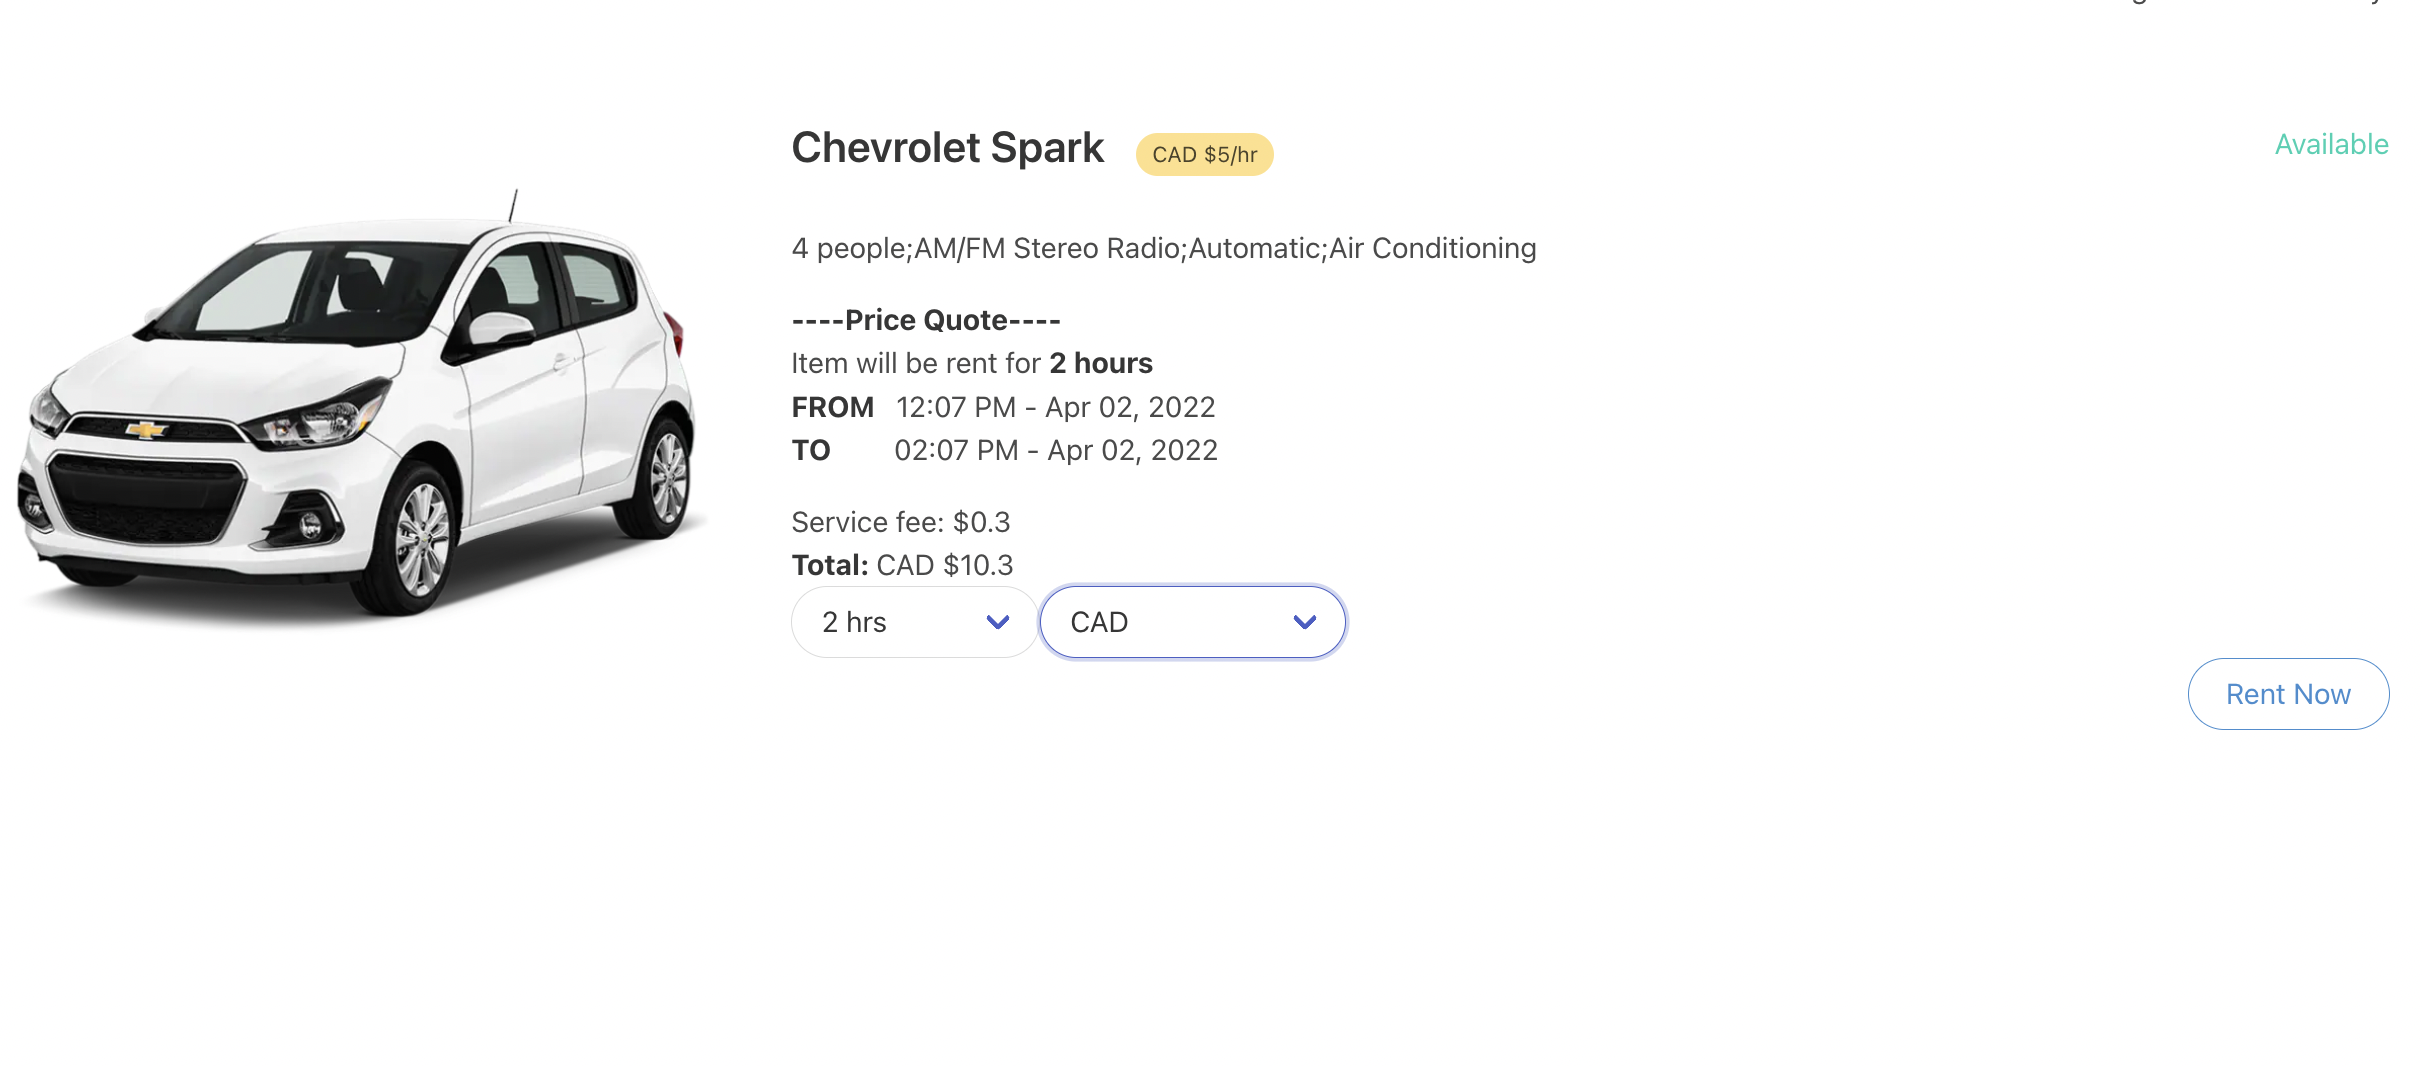 Chevrolet Spark CAD $5/hr Available
4 people;AM/FM Stereo Radio;Automatic;Air Conditioning
----Price Quote----
Item will be rent for 2 hours
FROM 12:07 PM - Apr 02, 2022
TO 02:07 PM - Apr 02, 2022
Service fee: $0.3
Total: CAD $10.3
2 hrs CAD
Rent Now